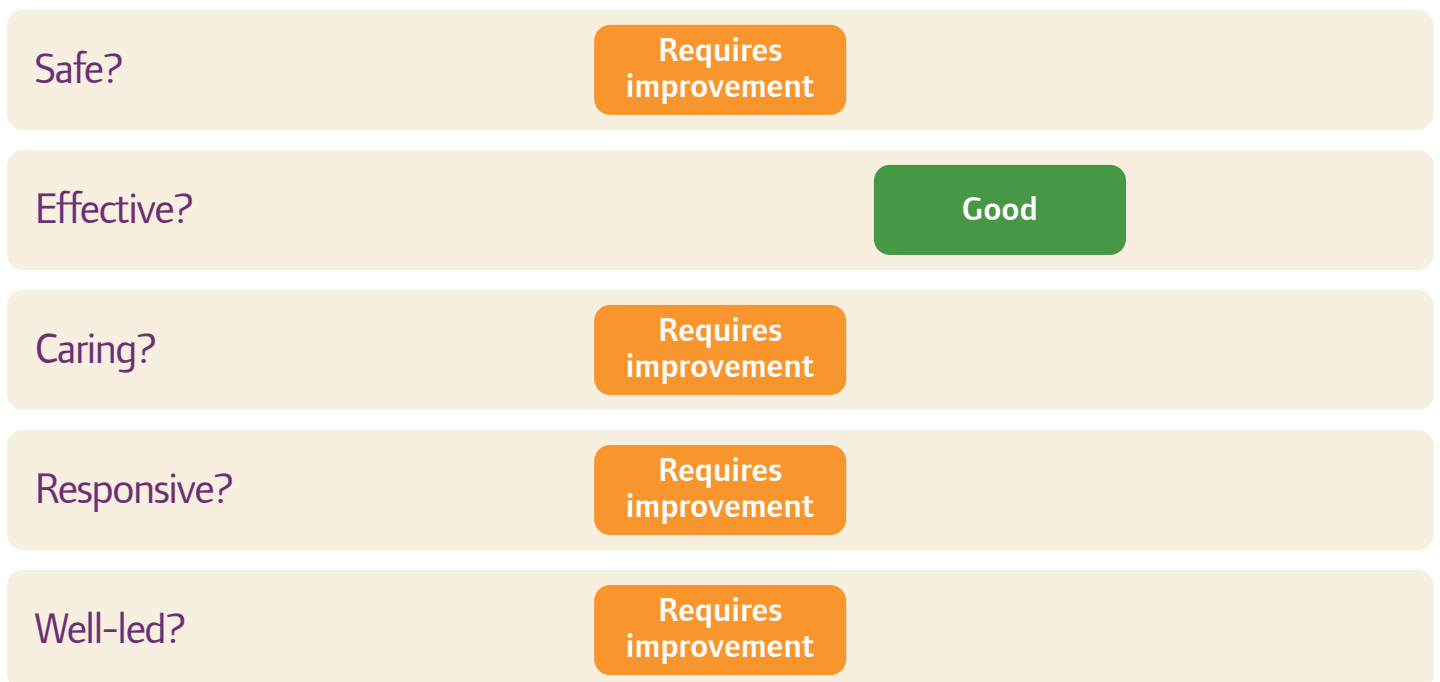 Safe?
Requires
improvement
Effective?
Good
Caring?
Requires
improvement
Responsive?
Requires
improvement
Well-led?
Requires
improvement